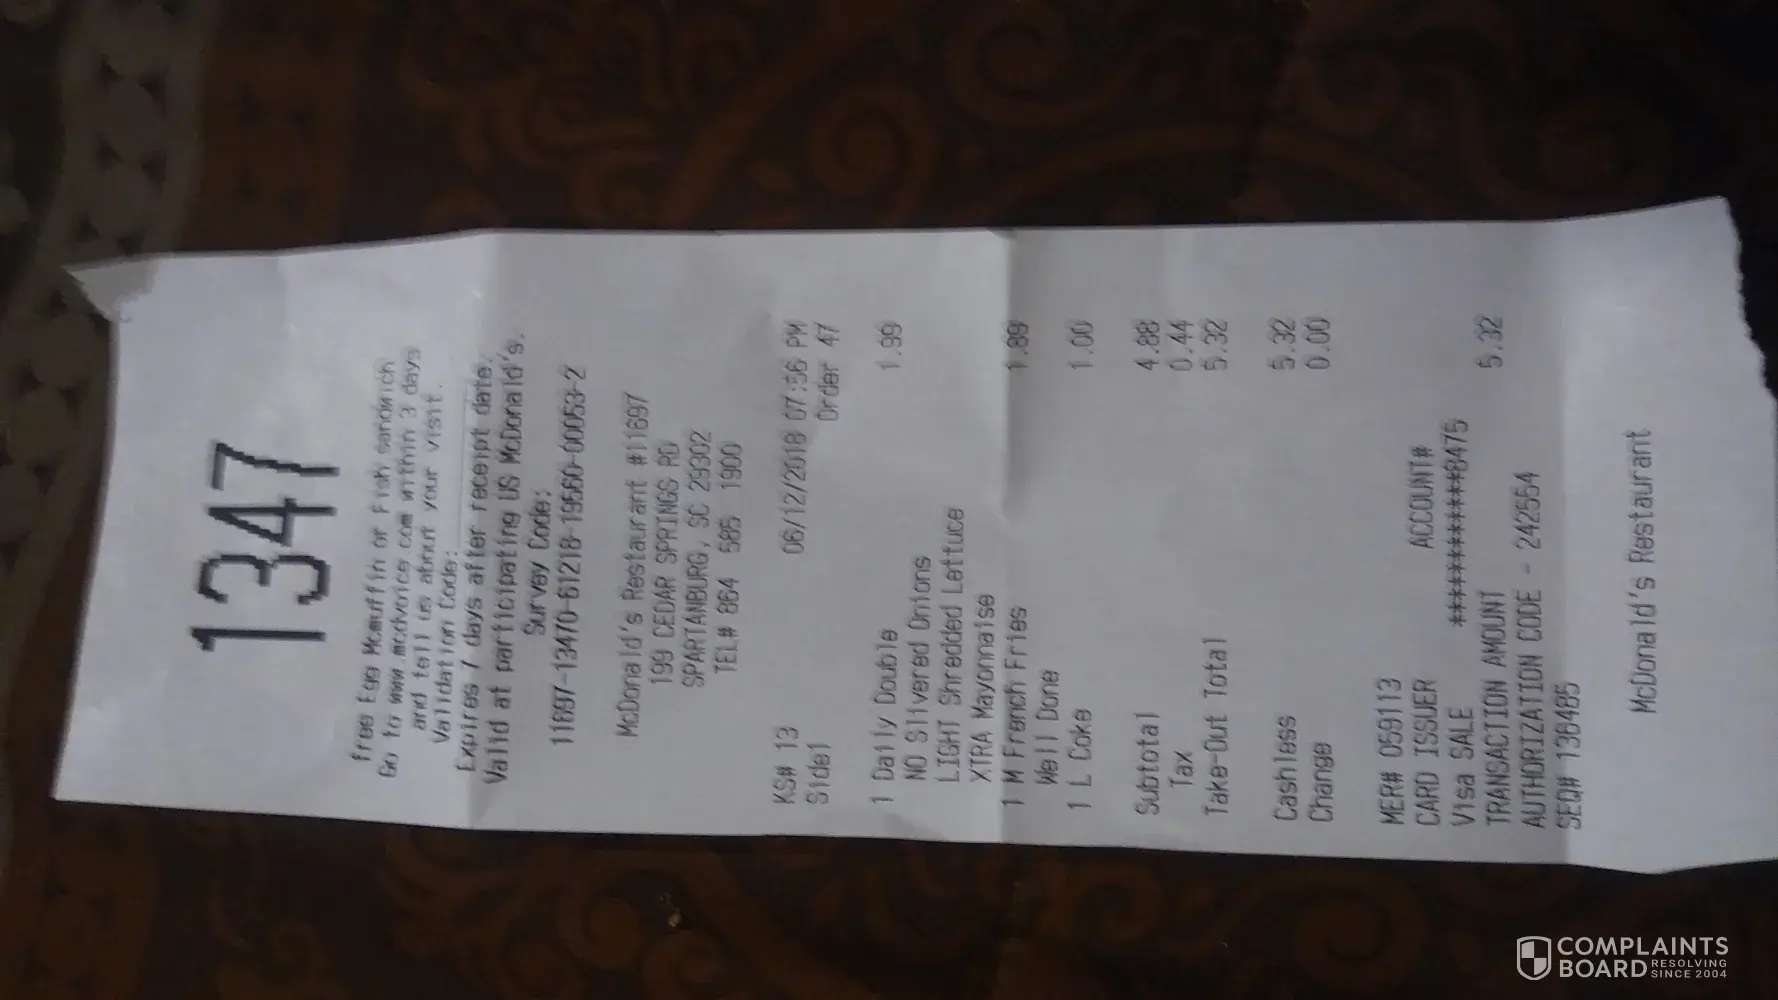 1347
free Egg Mcmuffin or Fish sandwich
Go to www.mcdvoice.com within 3 days
and tell us about your visit.
Validation Code:
Expires 7 days after receipt date.
Valid at participating US McDonald's.
Survey Code:
11697-13470-61218-19560-00053-2
McDonald's Restaurant #11697
199 CEDAR SPRINGS RD
SPARTANBURG, SC 29302
TEL# 864 585 1900
KS# 13 06/12/2018 07:56 PM
Side1 Order 47
1 Daily Double 1.99
NO Slivered Onions
LIGHT Shredded Lettuce
XTRA Mayonnaise
1 M French Fries 1.89
Well Done
1 L Coke 1.00
Subtotal 4.88
Tax 0.44
Take-Out Total 5.32
Cashless 5.32
Change 0.00
MER# 059113
CARD ISSUER ACCOUNT#
Visa SALE ************8475
TRANSACTION AMOUNT 5.32
AUTHORIZATION CODE - 242554
SEQ# 136485
McDonald's Restaurant
COMPLAINTS
BOARD RESOLVING
SINCE 2004